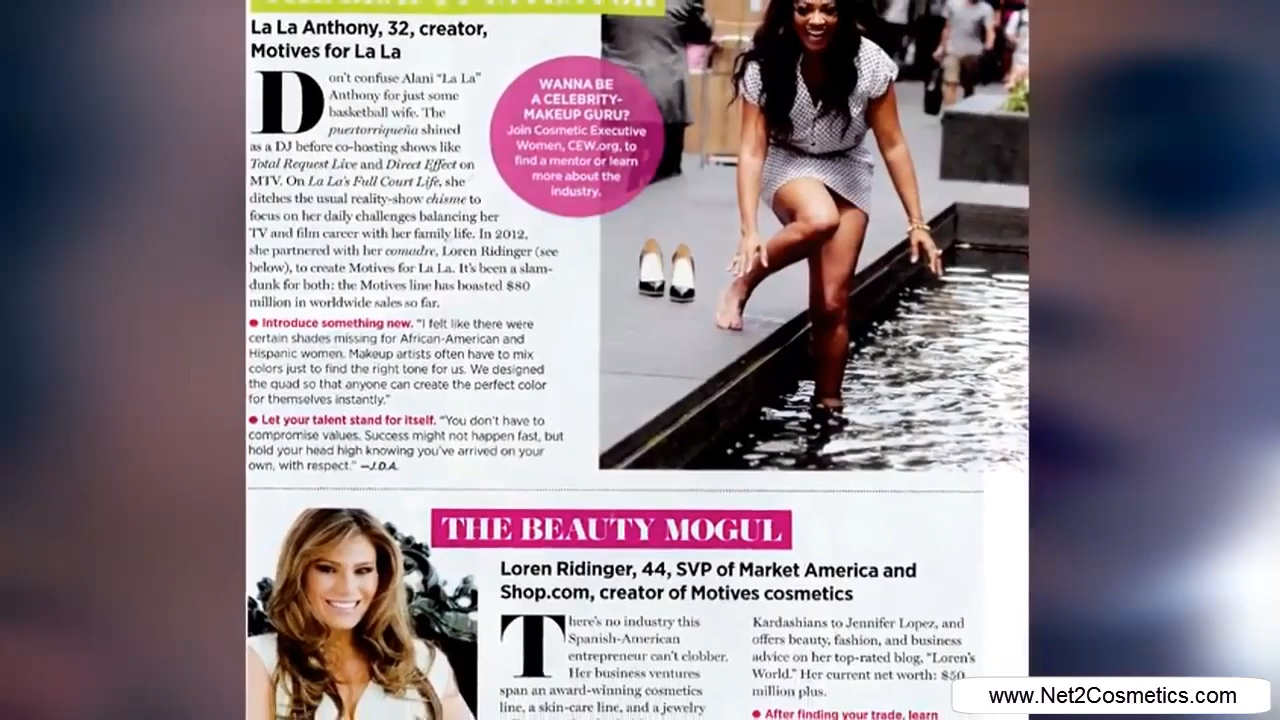 La La Anthony, 32, creator,
Motives for La La
Don't confuse Alani "La La"
Anthony for just some
basketball wife. The
puertorriqueña shined
as a DJ before co-hosting shows like
Total Request Live and Direct Effect on
MTV. On La La's Full Court Life, she
ditches the usual reality-show chisme to
focus on her daily challenges balancing her
TV and film career with her family life. In 2012,
she partnered with her comadre, Loren Ridinger (see
below), to create Motives for La La. It's been a slam-
dunk for both: the Motives line has boasted $80
million in worldwide sales so far.
● Introduce something new. "I felt like there were
certain shades missing for African-American and
Hispanic women. Makeup artists often have to mix
colors just to find the right tone for us. We designed
the quad so that anyone can create the perfect color
for themselves instantly."
● Let your talent stand for itself. "You don't have to
compromise values. Success might not happen fast, but
hold your head high knowing you've arrived on your
own, with respect." —J.D.A.
WANNA BE
A CELEBRITY-
MAKEUP GURU?
Join Cosmetic Executive
Women, CEW.org, to
find a mentor or learn
more about the
industry.
THE BEAUTY MOGUL
Loren Ridinger, 44, SVP of Market America and
Shop.com, creator of Motives cosmetics
There's no industry this
Spanish-American
entrepreneur can't clobber.
Her business ventures
span an award-winning cosmetics
line, a skin-care line, and a jewelry
Kardashians to Jennifer Lopez, and
offers beauty, fashion, and business
advice on her top-rated blog, "Loren's
World." Her current net worth: $50
million plus.
● After finding your trade, learn
www.Net2Cosmetics.com